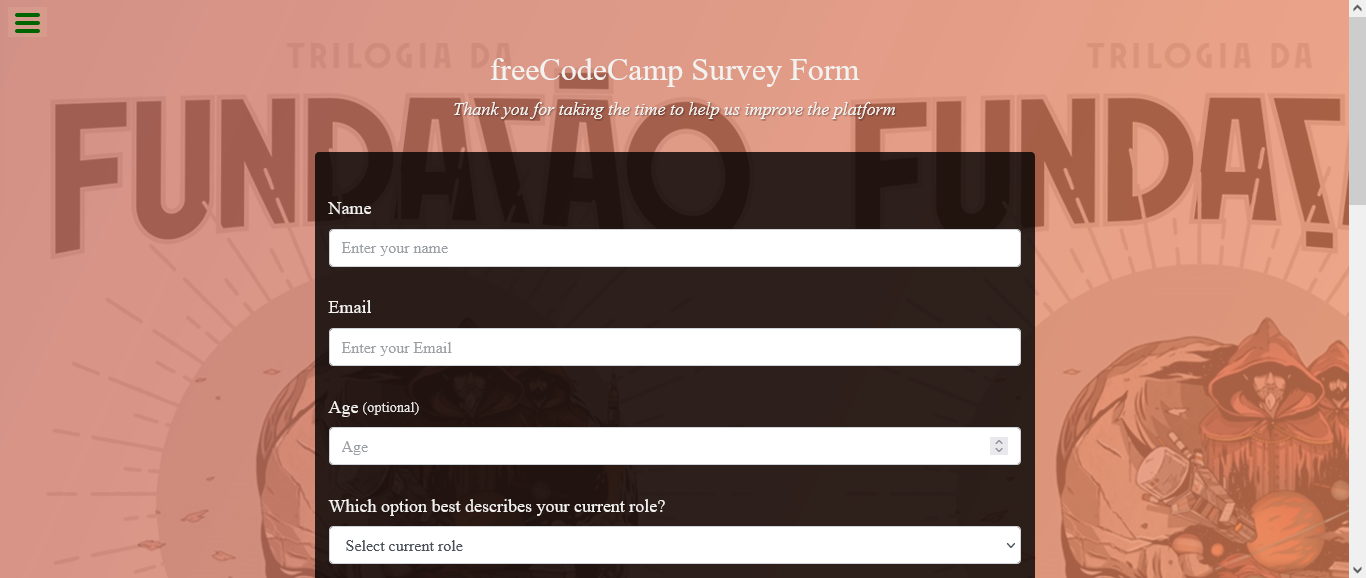 TRILOGIA DA TRILOGIA DA
freeCodeCamp Survey Form
Thank you for taking the time to help us improve the platform
FUNDAÇÃO FUNDAÇ
Name
Enter your name
Email
Enter your Email
Age (optional)
Age
Which option best describes your current role?
Select current role